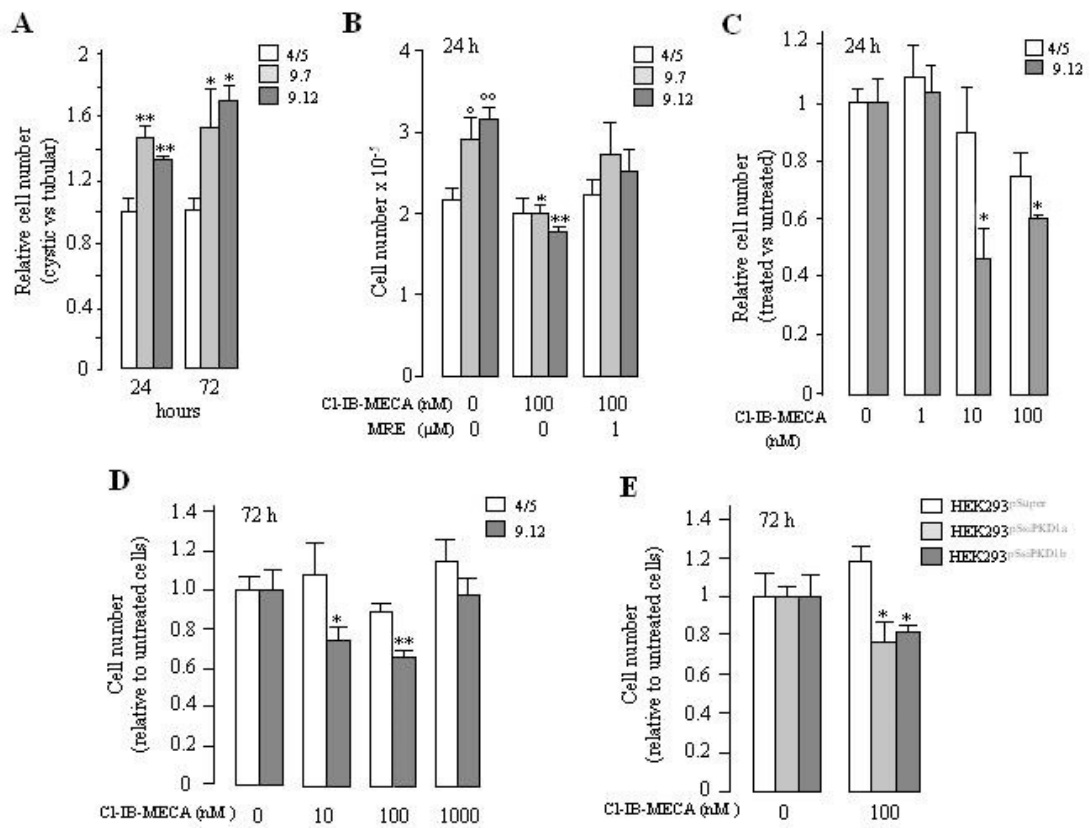 A
2
1.6
1.2
0.8
0.4
0
Relative cell number
(cystic vs tubular)
** ** * *
24 72
hours
4/5
9.7
9.12
B
24 h
4
3
2
1
0
Cell number x 10⁻⁵
° °° * **
4/5
9.7
9.12
Cl-IB-MECA (nM) 0 100 100
MRE (µM) 0 0 1
C
24 h
1.2
1
0.8
0.6
0.4
0.2
0
Relative cell number
(treated vs untreated)
* *
4/5
9.12
Cl-IB-MECA 0 1 10 100
(nM)
D
72 h
1.4
1.2
1.0
0.8
0.6
0.4
0.2
0
Cell number
(relative to untreated cells)
* **
4/5
9.12
Cl-IB-MECA (nM ) 0 10 100 1000
E
72 h
1.4
1.2
1
0.8
0.6
0.4
0.2
0
Cell number
(relative to untreated cells)
* *
HEK293pSuper
HEK293pSsiPKD1a
HEK293pSsiPKD1b
Cl-IB-MECA (nM ) 0 100